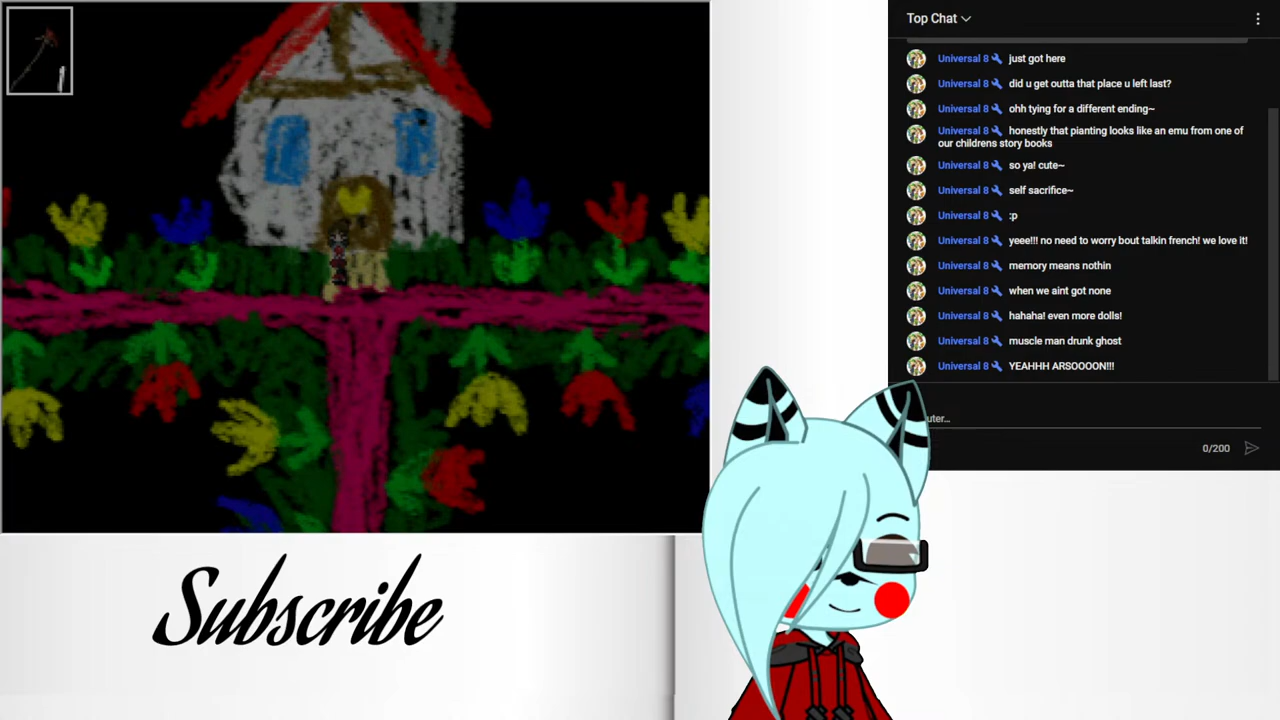 Top Chat
Universal 8 just got here
Universal 8 did u get outta that place u left last?
Universal 8 ohh tying for a different ending~
Universal 8 honestly that pianting looks like an emu from one of
our childrens story books
Universal 8 so ya! cute~
Universal 8 self sacrifice~
Universal 8 :p
Universal 8 yeee!!! no need to worry bout talkin french! we love it!
Universal 8 memory means nothin
Universal 8 when we aint got none
Universal 8 hahaha! even more dolls!
Universal 8 muscle man drunk ghost
Universal 8 YEAHHH ARSOOOON!!!
uter...
0/200
Subscribe